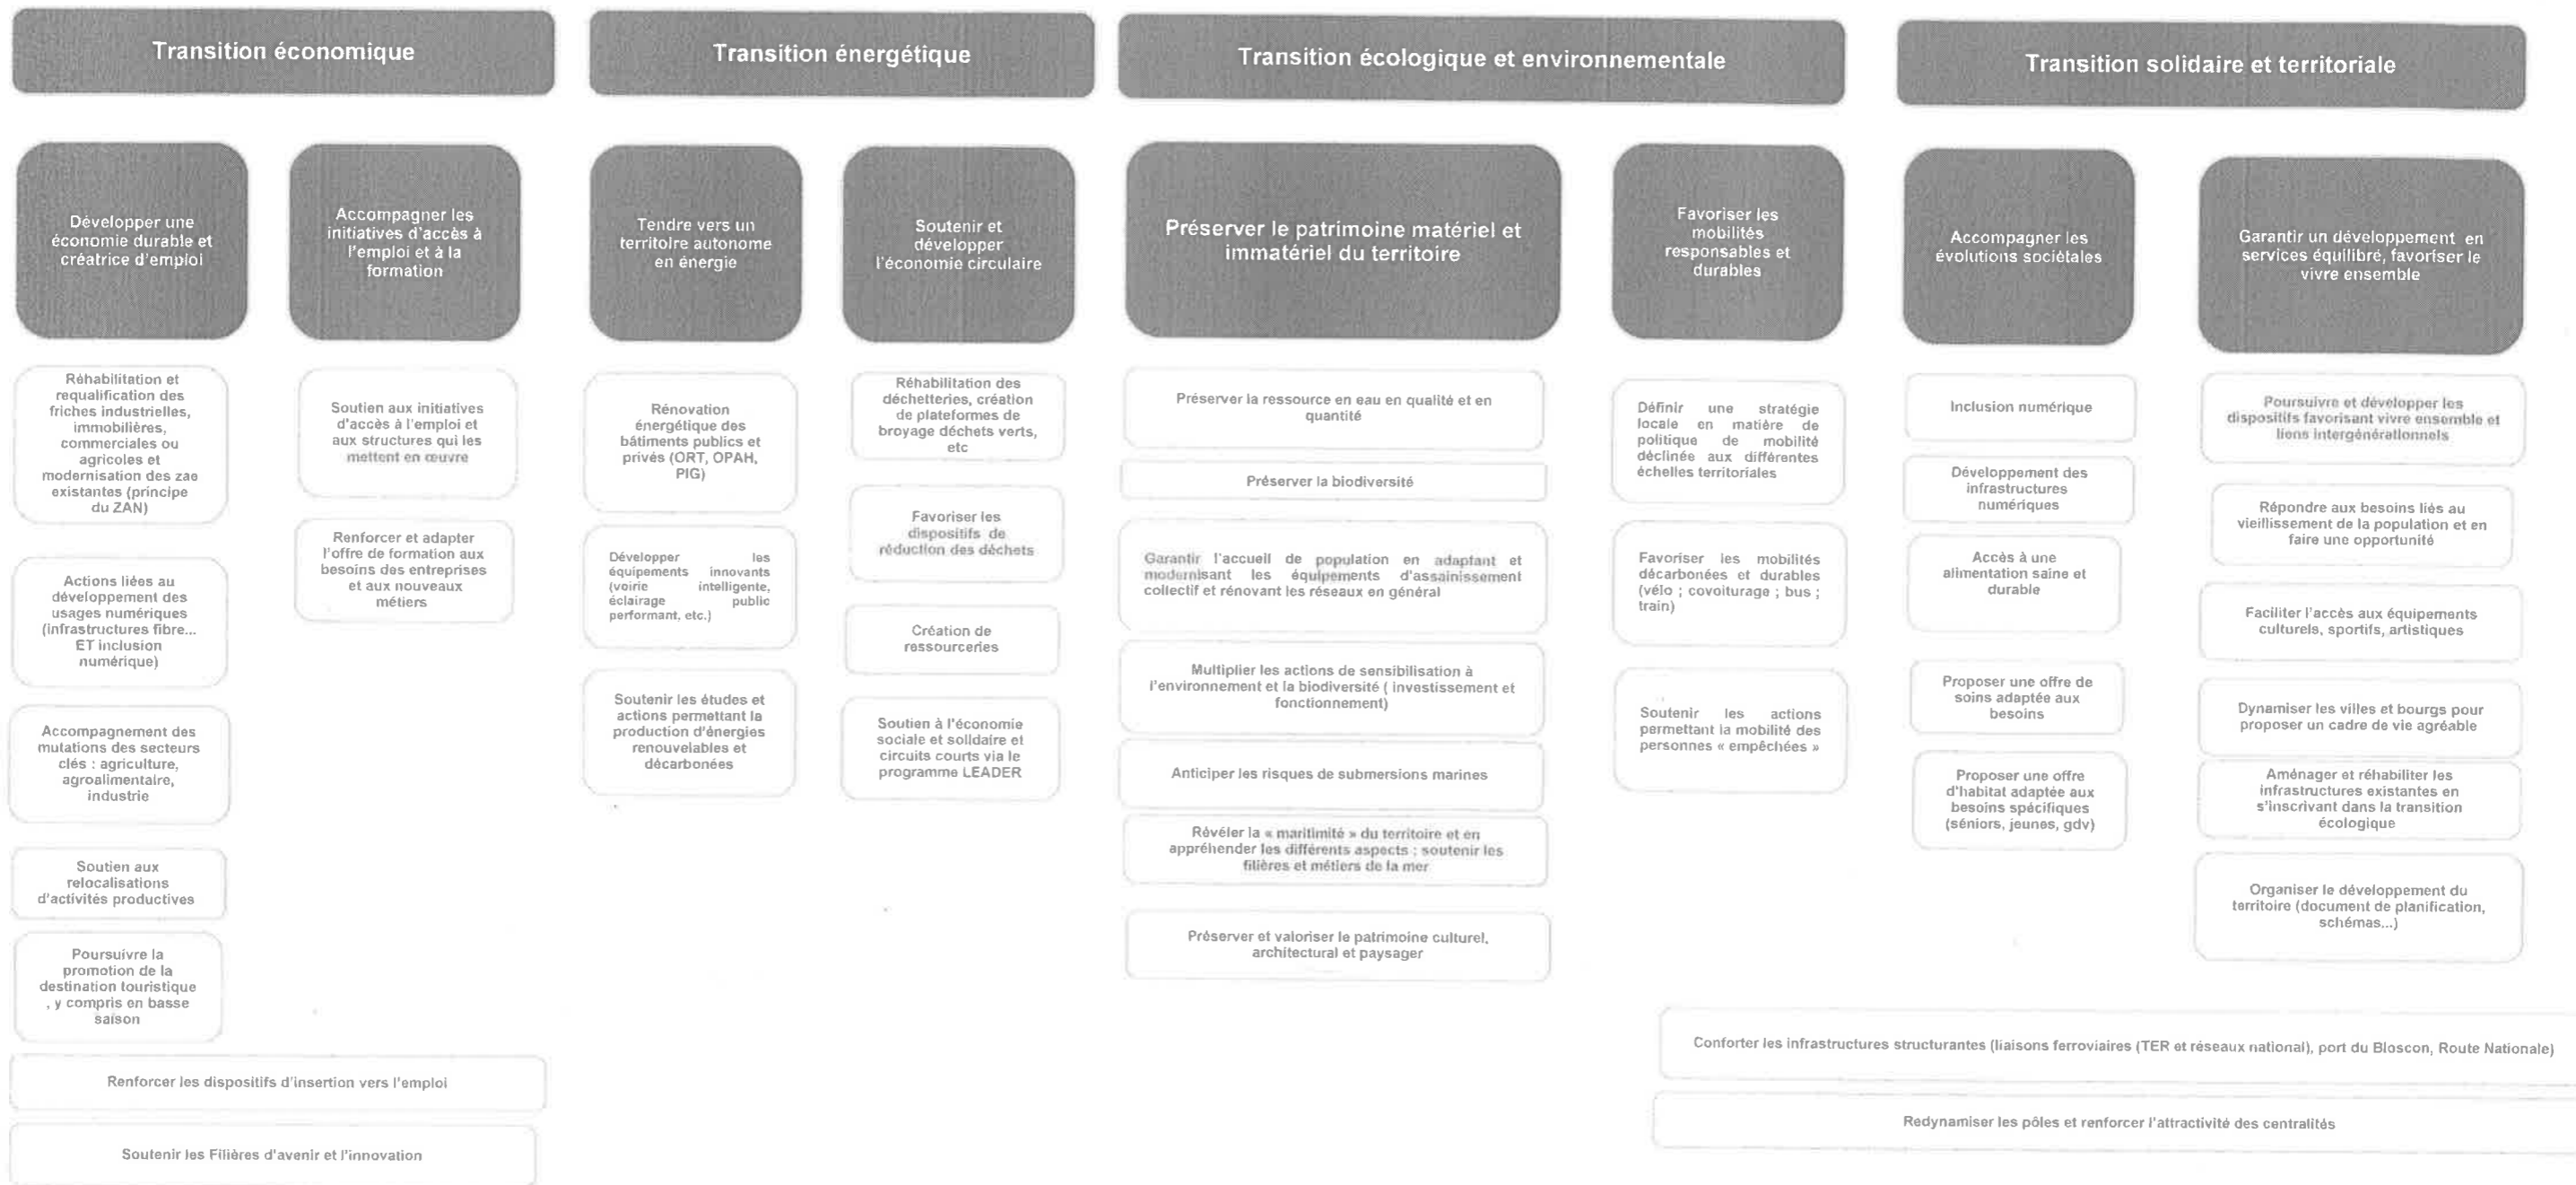 Transition économique
Transition énergétique
Transition écologique et environnementale
Transition solidaire et territoriale
Développer une
économie durable et
créatrice d'emploi
Accompagner les
initiatives d'accès à
l'emploi et à la
formation
Tendre vers un
territoire autonome
en énergie
Soutenir et
développer
l'économie circulaire
Préserver le patrimoine matériel et
immatériel du territoire
Favoriser les
mobilités
responsables et
durables
Accompagner les
évolutions sociétales
Garantir un développement en
services équilibré, favoriser le
vivre ensemble
Réhabilitation et
requalification des
friches industrielles,
immobilières,
commerciales ou
agricoles et
modernisation des zae
existantes (principe
du ZAN)
Actions liées au
développement des
usages numériques
(infrastructures fibre...
ET inclusion
numérique)
Accompagnement des
mutations des secteurs
clés : agriculture,
agroalimentaire,
industrie
Soutien aux
relocalisations
d'activités productives
Poursuivre la
promotion de la
destination touristique
, y compris en basse
saison
Soutien aux initiatives
d'accès à l'emploi et
aux structures qui les
mettent en œuvre
Renforcer et adapter
l'offre de formation aux
besoins des entreprises
et aux nouveaux
métiers
Renforcer les dispositifs d'insertion vers l'emploi
Soutenir les Filières d'avenir et l'innovation
Rénovation
énergétique des
bâtiments publics et
privés (ORT, OPAH,
PIG)
Développer les
équipements innovants
(voirie intelligente,
éclairage public
performant, etc.)
Soutenir les études et
actions permettant la
production d'énergies
renouvelables et
décarbonées
Réhabilitation des
déchetteries, création
de plateformes de
broyage déchets verts,
etc
Favoriser les
dispositifs de
réduction des déchets
Création de
ressourceries
Soutien à l'économie
sociale et solidaire et
circuits courts via le
programme LEADER
Préserver la ressource en eau en qualité et en
quantité
Préserver la biodiversité
Garantir l'accueil de population en adaptant et
modernisant les équipements d'assainissement
collectif et rénovant les réseaux en général
Multiplier les actions de sensibilisation à
l'environnement et la biodiversité ( investissement et
fonctionnement)
Anticiper les risques de submersions marines
Révéler la « maritimité » du territoire et en
appréhender les différents aspects ; soutenir les
filières et métiers de la mer
Préserver et valoriser le patrimoine culturel,
architectural et paysager
Définir une stratégie
locale en matière de
politique de mobilité
déclinée aux différentes
échelles territoriales
Favoriser les mobilités
décarbonées et durables
(vélo ; covoiturage ; bus ;
train)
Soutenir les actions
permettant la mobilité des
personnes « empêchées »
Inclusion numérique
Développement des
infrastructures
numériques
Accès à une
alimentation saine et
durable
Proposer une offre de
soins adaptée aux
besoins
Proposer une offre
d'habitat adaptée aux
besoins spécifiques
(séniors, jeunes, gdv)
Poursuivre et développer les
dispositifs favorisant vivre ensemble et
liens intergénérationnels
Répondre aux besoins liés au
vieillissement de la population et en
faire une opportunité
Faciliter l'accès aux équipements
culturels, sportifs, artistiques
Dynamiser les villes et bourgs pour
proposer un cadre de vie agréable
Aménager et réhabiliter les
infrastructures existantes en
s'inscrivant dans la transition
écologique
Organiser le développement du
territoire (document de planification,
schémas...)
Conforter les infrastructures structurantes (liaisons ferroviaires (TER et réseaux national), port du Bloscon, Route Nationale)
Redynamiser les pôles et renforcer l'attractivité des centralités